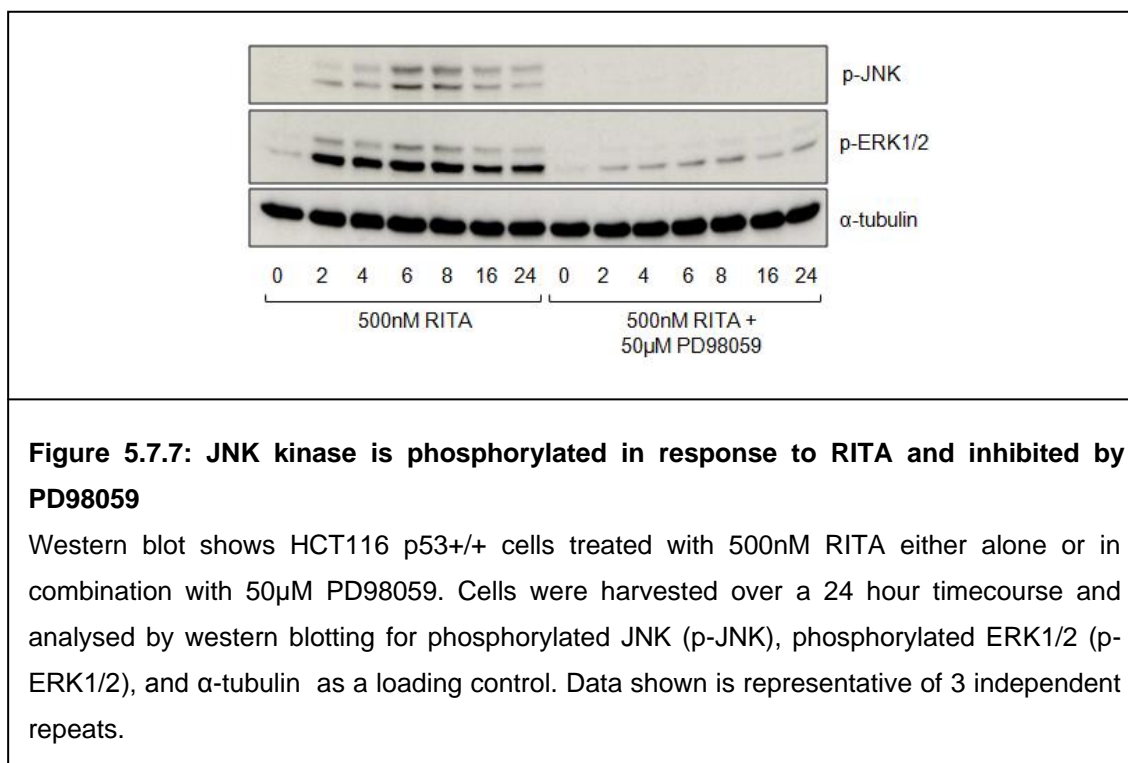 p-JNK
p-ERK1/2
α-tubulin
0 2 4 6 8 16 24 0 2 4 6 8 16 24
500nM RITA
500nM RITA +
50µM PD98059
Figure 5.7.7: JNK kinase is phosphorylated in response to RITA and inhibited by
PD98059
Western blot shows HCT116 p53+/+ cells treated with 500nM RITA either alone or in
combination with 50µM PD98059. Cells were harvested over a 24 hour timecourse and
analysed by western blotting for phosphorylated JNK (p-JNK), phosphorylated ERK1/2 (p-
ERK1/2), and α-tubulin as a loading control. Data shown is representative of 3 independent
repeats.